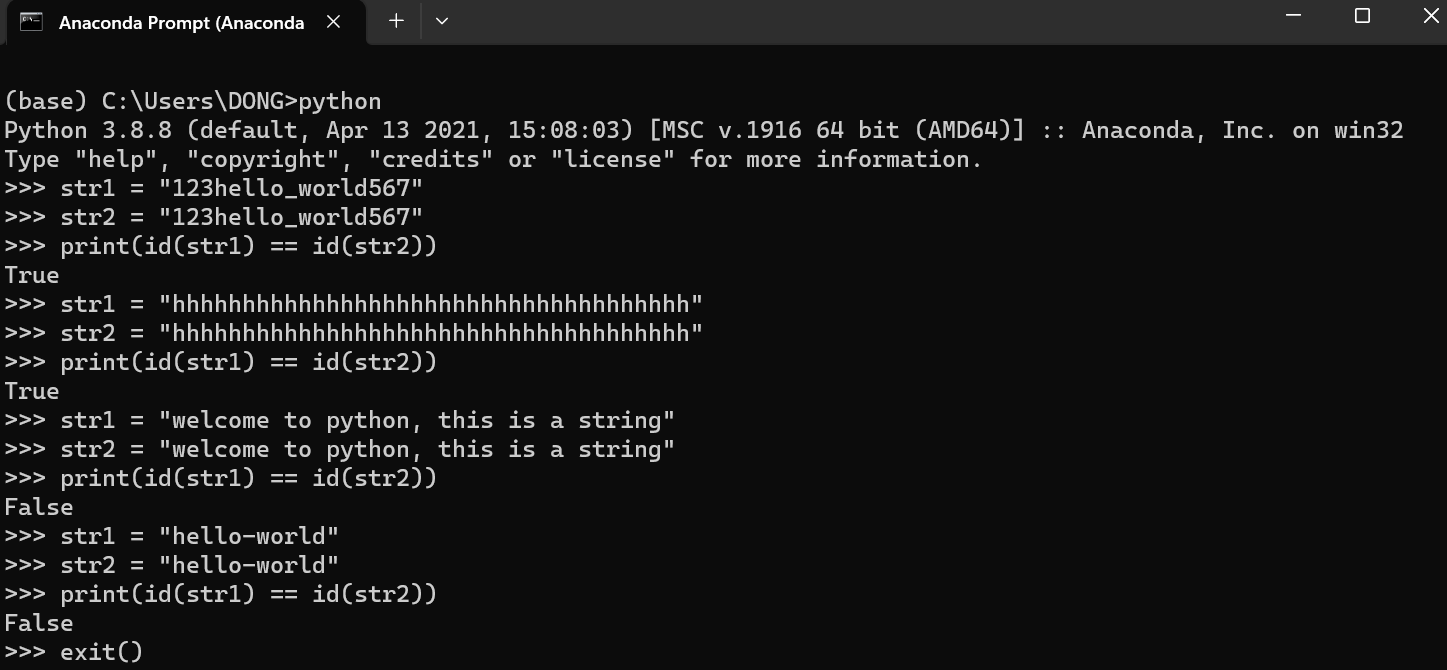 Anaconda Prompt (Anaconda
(base) C:\Users\DONG>python
Python 3.8.8 (default, Apr 13 2021, 15:08:03) [MSC v.1916 64 bit (AMD64)] :: Anaconda, Inc. on win32
Type "help", "copyright", "credits" or "license" for more information.
>>> str1 = "123hello_world567"
>>> str2 = "123hello_world567"
>>> print(id(str1) == id(str2))
True
>>> str1 = "hhhhhhhhhhhhhhhhhhhhhhhhhhhhhhhhhhhhh"
>>> str2 = "hhhhhhhhhhhhhhhhhhhhhhhhhhhhhhhhhhhhh"
>>> print(id(str1) == id(str2))
True
>>> str1 = "welcome to python, this is a string"
>>> str2 = "welcome to python, this is a string"
>>> print(id(str1) == id(str2))
False
>>> str1 = "hello-world"
>>> str2 = "hello-world"
>>> print(id(str1) == id(str2))
False
>>> exit()